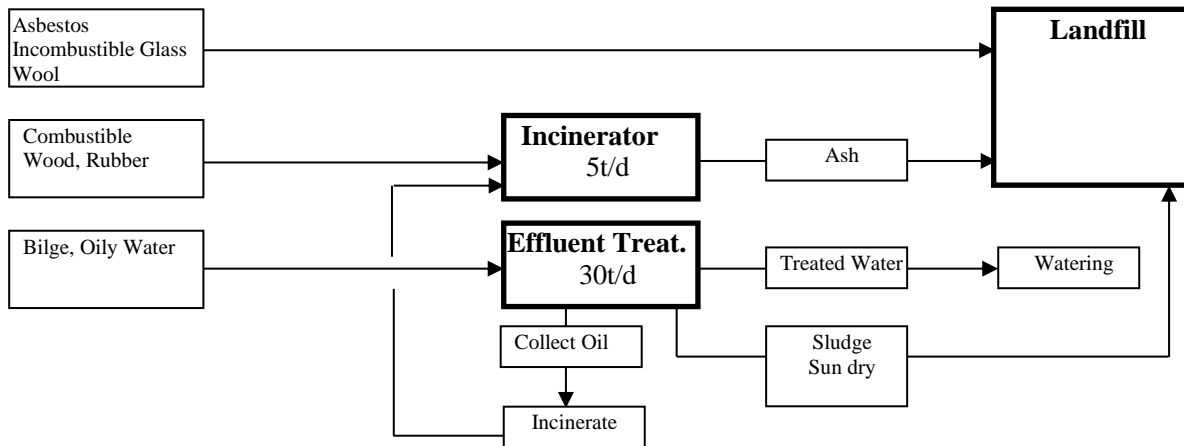 Asbestos
Incombustible Glass
Wool
Landfill
Combustible
Wood, Rubber
Incinerator
5t/d
Ash
Bilge, Oily Water
Effluent Treat.
30t/d
Treated Water
Watering
Collect Oil
Sludge
Sun dry
Incinerate